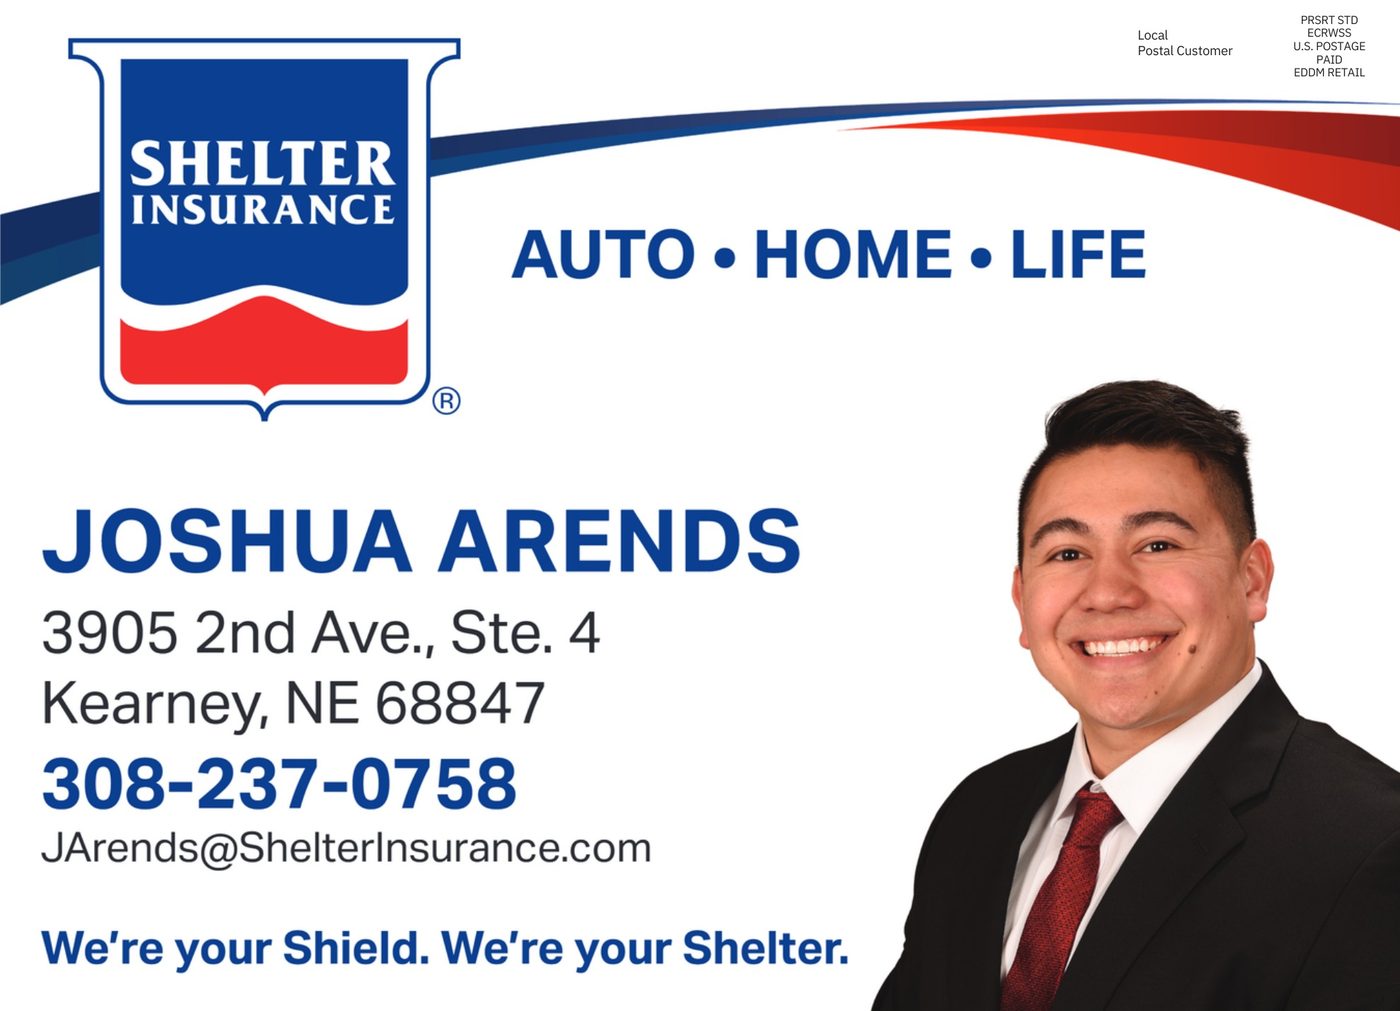 Local
Postal Customer
PRSRT STD
ECRWSS
U.S. POSTAGE
PAID
EDDM RETAIL
SHELTER
INSURANCE
®
AUTO • HOME • LIFE
JOSHUA ARENDS
3905 2nd Ave., Ste. 4
Kearney, NE 68847
308-237-0758
JArends@ShelterInsurance.com
We're your Shield. We're your Shelter.